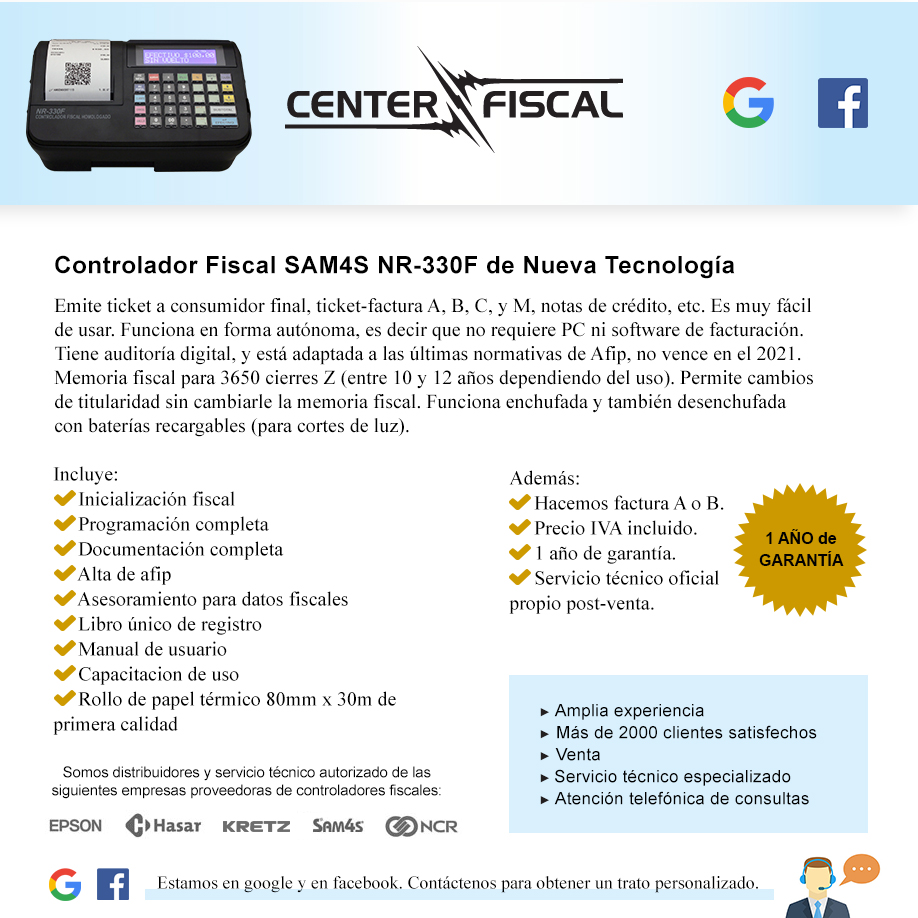 EFECTIVO $100.00
SIN VUELTO
NR-330F
CONTROLADOR FISCAL HOMOLOGADO
CENTER FISCAL
Controlador Fiscal SAM4S NR-330F de Nueva Tecnología
Emite ticket a consumidor final, ticket-factura A, B, C, y M, notas de crédito, etc. Es muy fácil
de usar. Funciona en forma autónoma, es decir que no requiere PC ni software de facturación.
Tiene auditoría digital, y está adaptada a las últimas normativas de Afip, no vence en el 2021.
Memoria fiscal para 3650 cierres Z (entre 10 y 12 años dependiendo del uso). Permite cambios
de titularidad sin cambiarle la memoria fiscal. Funciona enchufada y también desenchufada
con baterías recargables (para cortes de luz).
Incluye:
Inicialización fiscal
Programación completa
Documentación completa
Alta de afip
Asesoramiento para datos fiscales
Libro único de registro
Manual de usuario
Capacitacion de uso
Rollo de papel térmico 80mm x 30m de
primera calidad
Además:
Hacemos factura A o B.
Precio IVA incluido.
1 año de garantía.
Servicio técnico oficial
propio post-venta.
1 AÑO de
GARANTÍA
Amplia experiencia
Más de 2000 clientes satisfechos
Venta
Servicio técnico especializado
Atención telefónica de consultas
Somos distribuidores y servicio técnico autorizado de las
siguientes empresas proveedoras de controladores fiscales:
EPSON Hasar KRETZ SAM4S NCR
Estamos en google y en facebook. Contáctenos para obtener un trato personalizado.